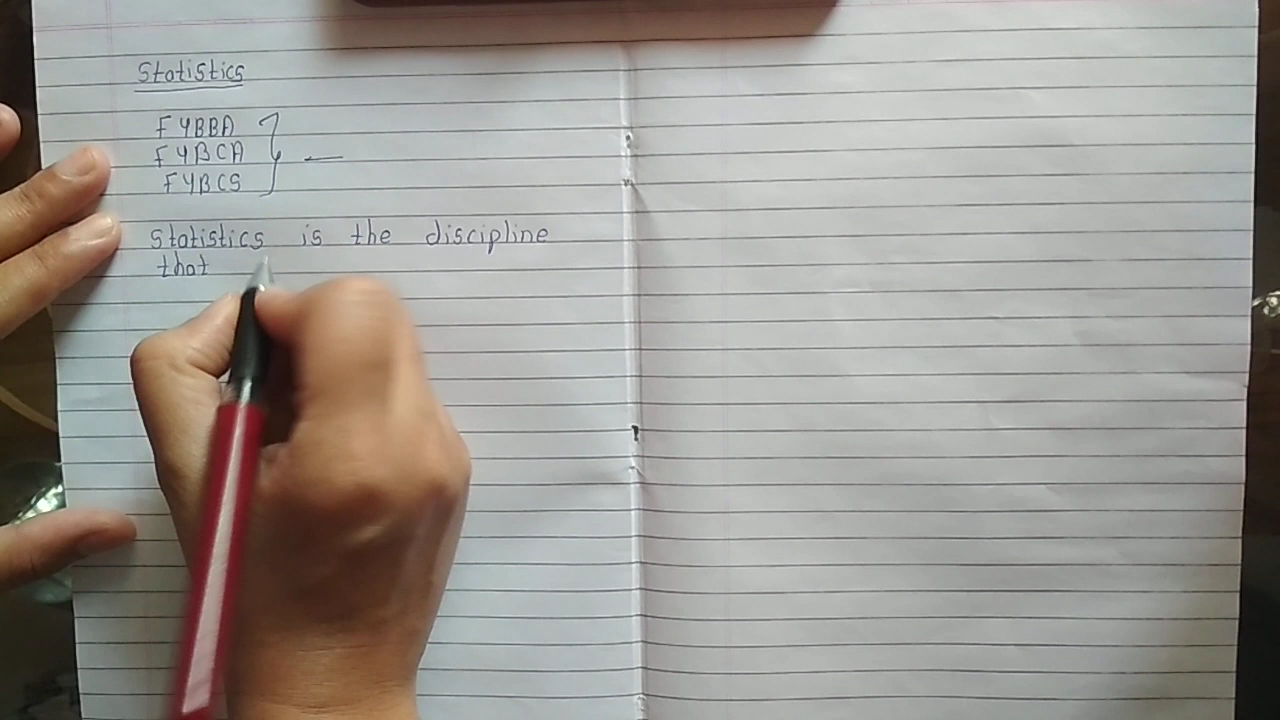 Statistics
FYBBA
FYBCA
FYBCS
Statistics is the discipline
that